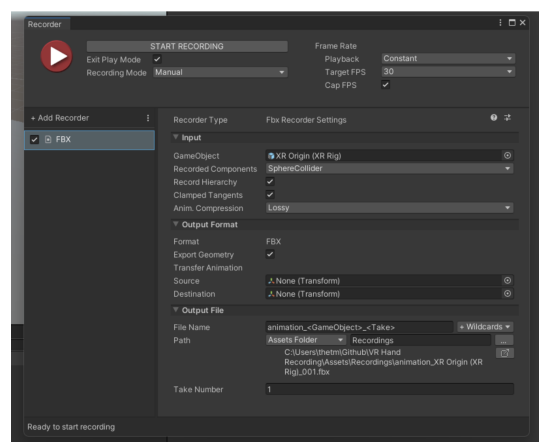 Recorder
START RECORDING
Exit Play Mode
Recording Mode Manual
Frame Rate
Playback Constant
Target FPS 30
Cap FPS
+ Add Recorder
FBX
Recorder Type Fbx Recorder Settings
Input
GameObject XR Origin (XR Rig)
Recorded Components SphereCollider
Record Hierarchy
Clamped Tangents
Anim. Compression Lossy
Output Format
Format FBX
Export Geometry
Transfer Animation
Source None (Transform)
Destination None (Transform)
Output File
File Name animation_<GameObject>_<Take> + Wildcards
Path Assets Folder Recordings ...
C:\Users\thetm\Github\VR Hand
Recording\Assets\Recordings\animation_XR Origin (XR
Rig)_001.fbx
Take Number 1
Ready to start recording